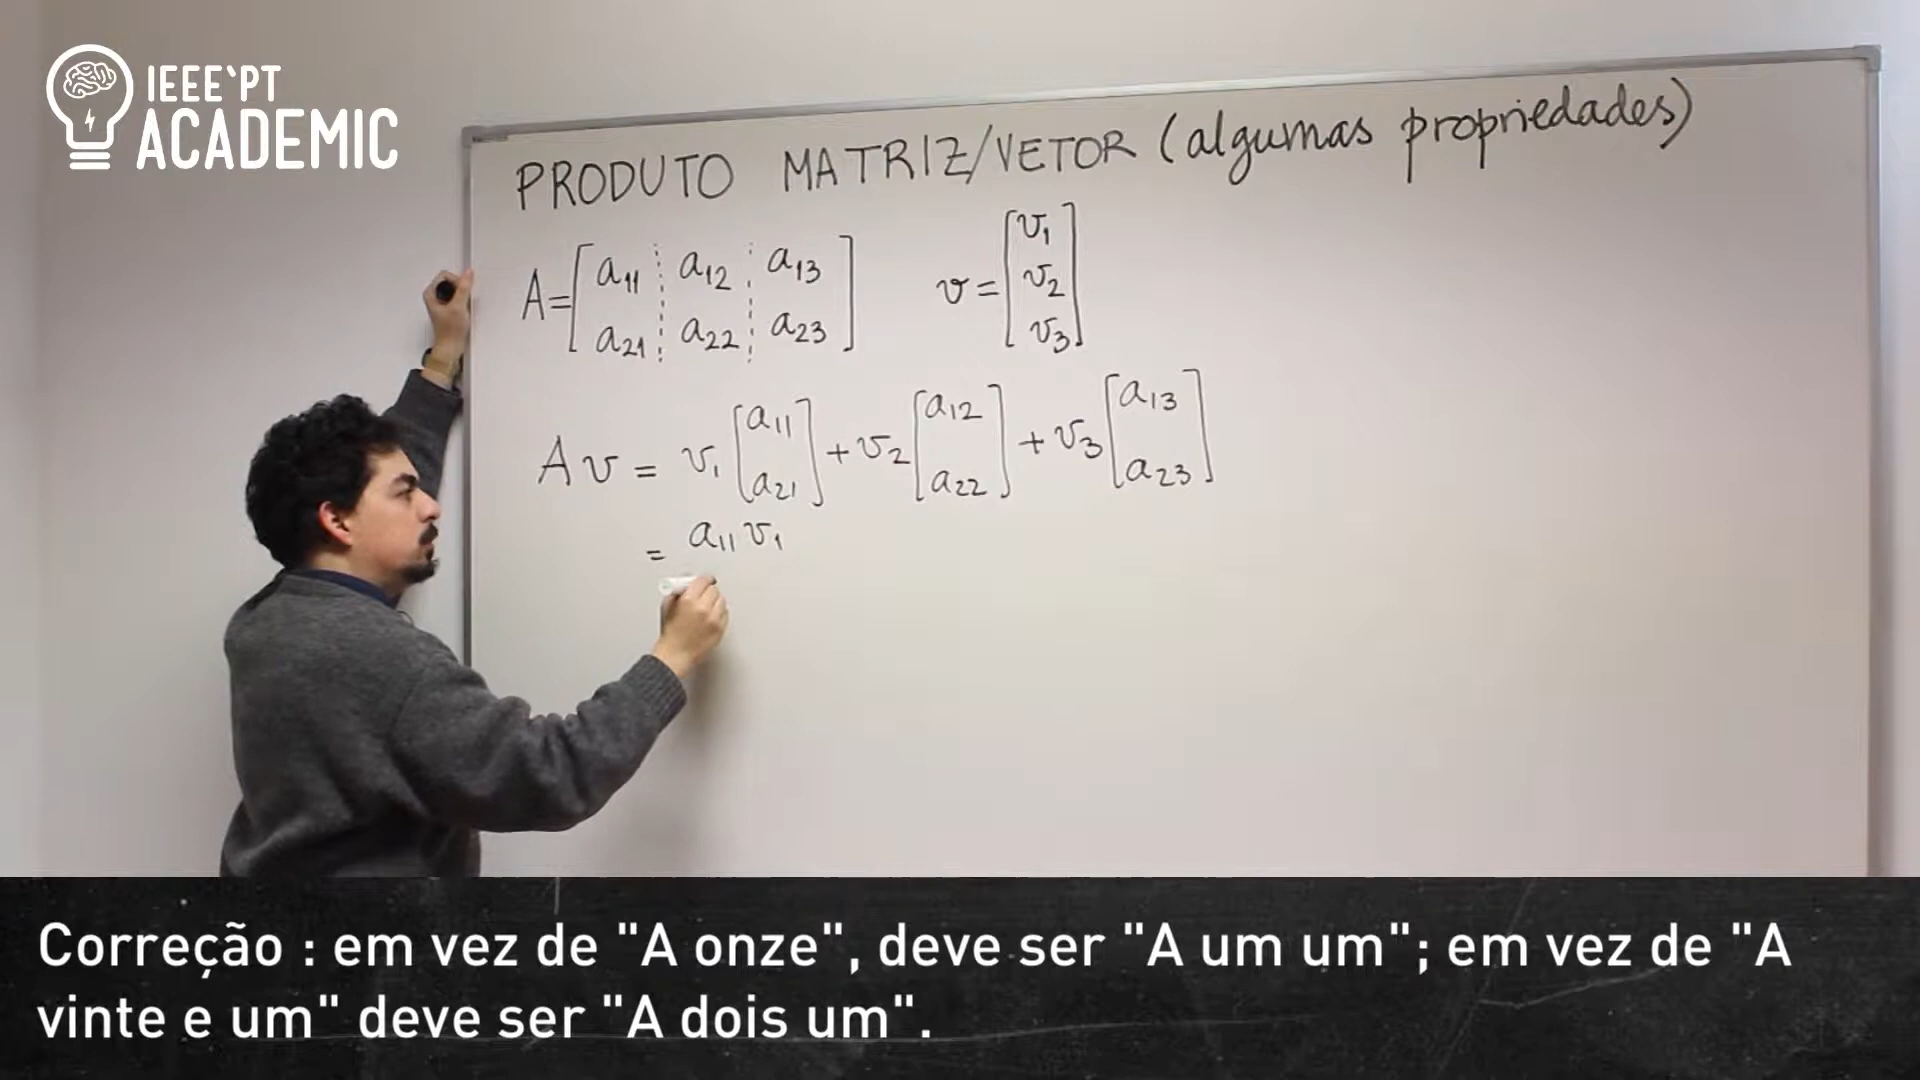 IEEE`PT
ACADEMIC
PRODUTO MATRIZ/VETOR (algumas propriedades)
A = [ a11 a12 a13
a21 a22 a23 ]
v = [ v1
v2
v3 ]
A v = v1 [ a11 a21 ] + v2 [ a12 a22 ] + v3 [ a13 a23 ]
= a11 v1
Correção : em vez de "A onze", deve ser "A um um"; em vez de "A
vinte e um" deve ser "A dois um".